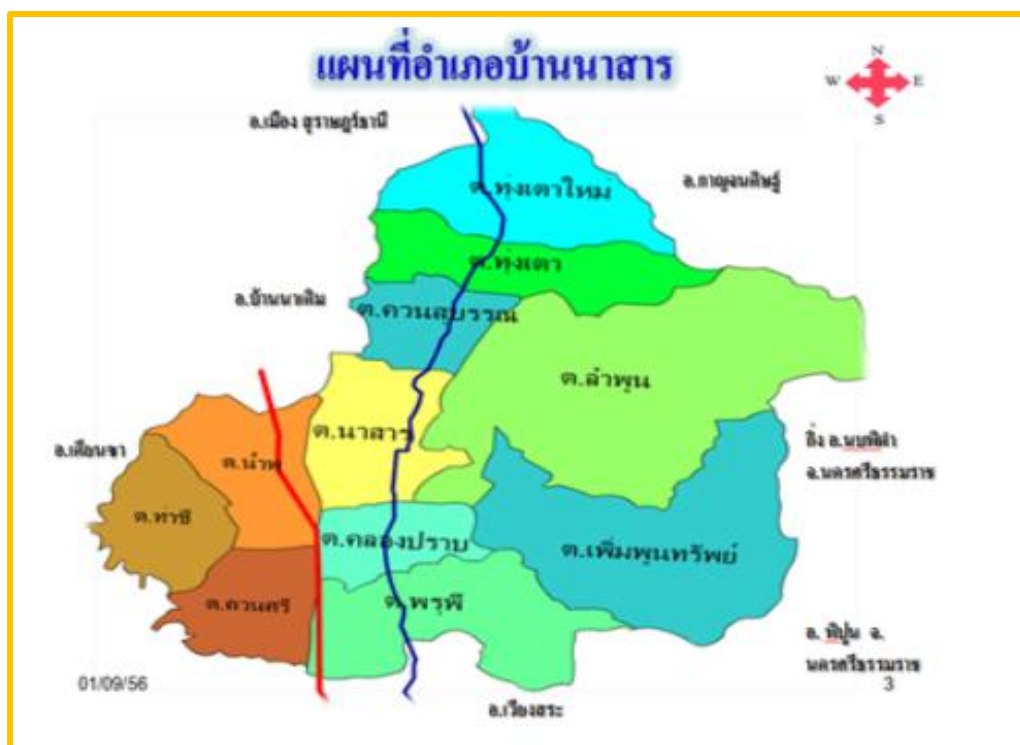 แผนที่อำเภอบ้านนาสาร
N
W E
S
อ.เมือง สุราษฎร์ธานี
อ.กาญจนดิษฐ์
ต.ทุ่งเตาใหม่
ต.ทุ่งเตา
อ.บ้านนาเดิม
ต.ควนสุบรรณ
ต.ลำพูน
ต.นาสาร
อ.เคียนซา
ต.น้ำพุ
กิ่ง อ.นบพิตำ
จ.นครศรีธรรมราช
ต.ท่าชี
ต.คลองปราบ
ต.เพิ่มพูนทรัพย์
ต.ควนศรี
ต.พรุพี
อ. พิปูน จ.
นครศรีธรรมราช
01/09/56
3
อ.เวียงสระ